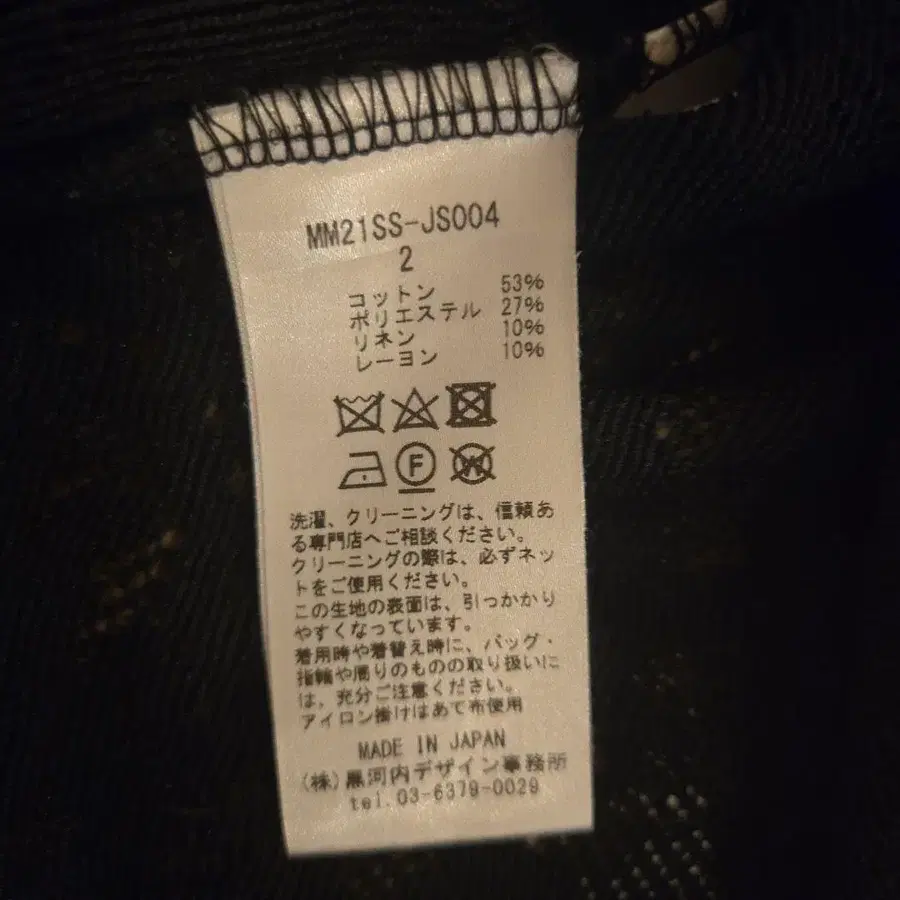 MM21SS-JS004
2
コットン 53%
ポリエステル 27%
リネン 10%
レーヨン 10%
F
W
洗濯、クリーニングは、信頼あ
る専門店へご相談ください。
クリーニングの際は、必ずネッ
トをご使用ください。
この生地の表面は、引っかかり
やすくなっています。
着用時や着替え時に、バッグ・
指輪や周りのものの取り扱いに
は、充分ご注意ください。
アイロン掛けはあて布使用
MADE IN JAPAN
(株)黒河内デザイン事務所
tel.03-6379-0029